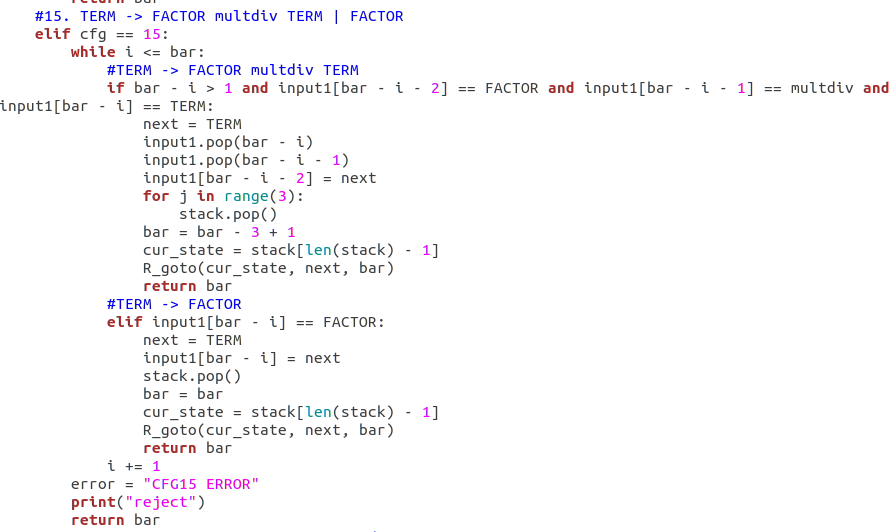 return bar
    #15. TERM -> FACTOR multdiv TERM | FACTOR
    elif cfg == 15:
        while i <= bar:
            #TERM -> FACTOR multdiv TERM
            if bar - i > 1 and input1[bar - i - 2] == FACTOR and input1[bar - i - 1] == multdiv and
input1[bar - i] == TERM:
                next = TERM
                input1.pop(bar - i)
                input1.pop(bar - i - 1)
                input1[bar - i - 2] = next
                for j in range(3):
                    stack.pop()
                bar = bar - 3 + 1
                cur_state = stack[len(stack) - 1]
                R_goto(cur_state, next, bar)
                return bar
            #TERM -> FACTOR
            elif input1[bar - i] == FACTOR:
                next = TERM
                input1[bar - i] = next
                stack.pop()
                bar = bar
                cur_state = stack[len(stack) - 1]
                R_goto(cur_state, next, bar)
                return bar
            i += 1
        error = "CFG15 ERROR"
        print("reject")
        return bar